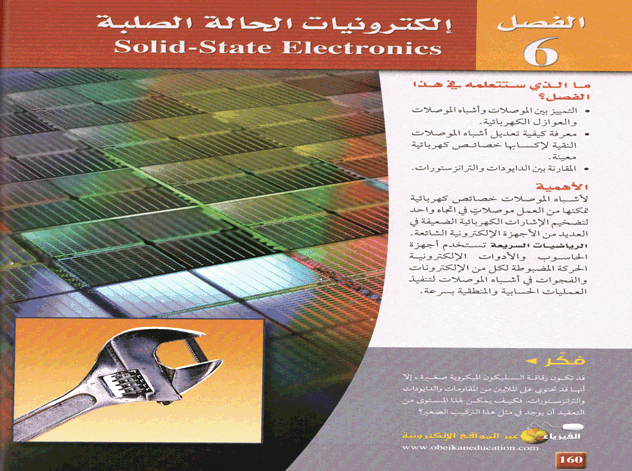 الفصل
6
إلكترونيات الحالة الصلبة
Solid-State Electronics
ما الذي ستتعلمه في هذا
الفصل؟
• التمييز بين الموصلات وأشباه الموصلات
والعوازل الكهربائية.
• معرفة كيفية تعديل أشباه الموصلات
النقية لإكسابها خصائص كهربائية
معينة.
• المقارنة بين الدايودات والترانزستورات.
الأهمية
لأشباه الموصلات خصائص كهربائية
تمكنها من العمل موصلاتٍ في اتجاه واحد
لتضخيم الإشارات الكهربائية الضعيفة في
العديد من الأجهزة الإلكترونية الشائعة.
الرياضيات السريعة تستخدم أجهزة
الحاسوب والأدوات الإلكترونية
الحركة المضبوطة لكل من الإلكترونات
والفجوات في أشباه الموصلات لتنفيذ
العمليات الحسابية والمنطقية بسرعة.
فكّر
قد تكون رقاقة السليكون الميكروية صغيرة، إلا
أنها قد تحتوي على الملايين من المقاومات والدايودات
والترانزستورات. فكيف يمكن لهذا المستوى من
التعقيد أن يوجد في مثل هذا التركيب الصغير؟
الفيزياء عبر المواقع الإلكترونية
www.obeikaneducation.com
160